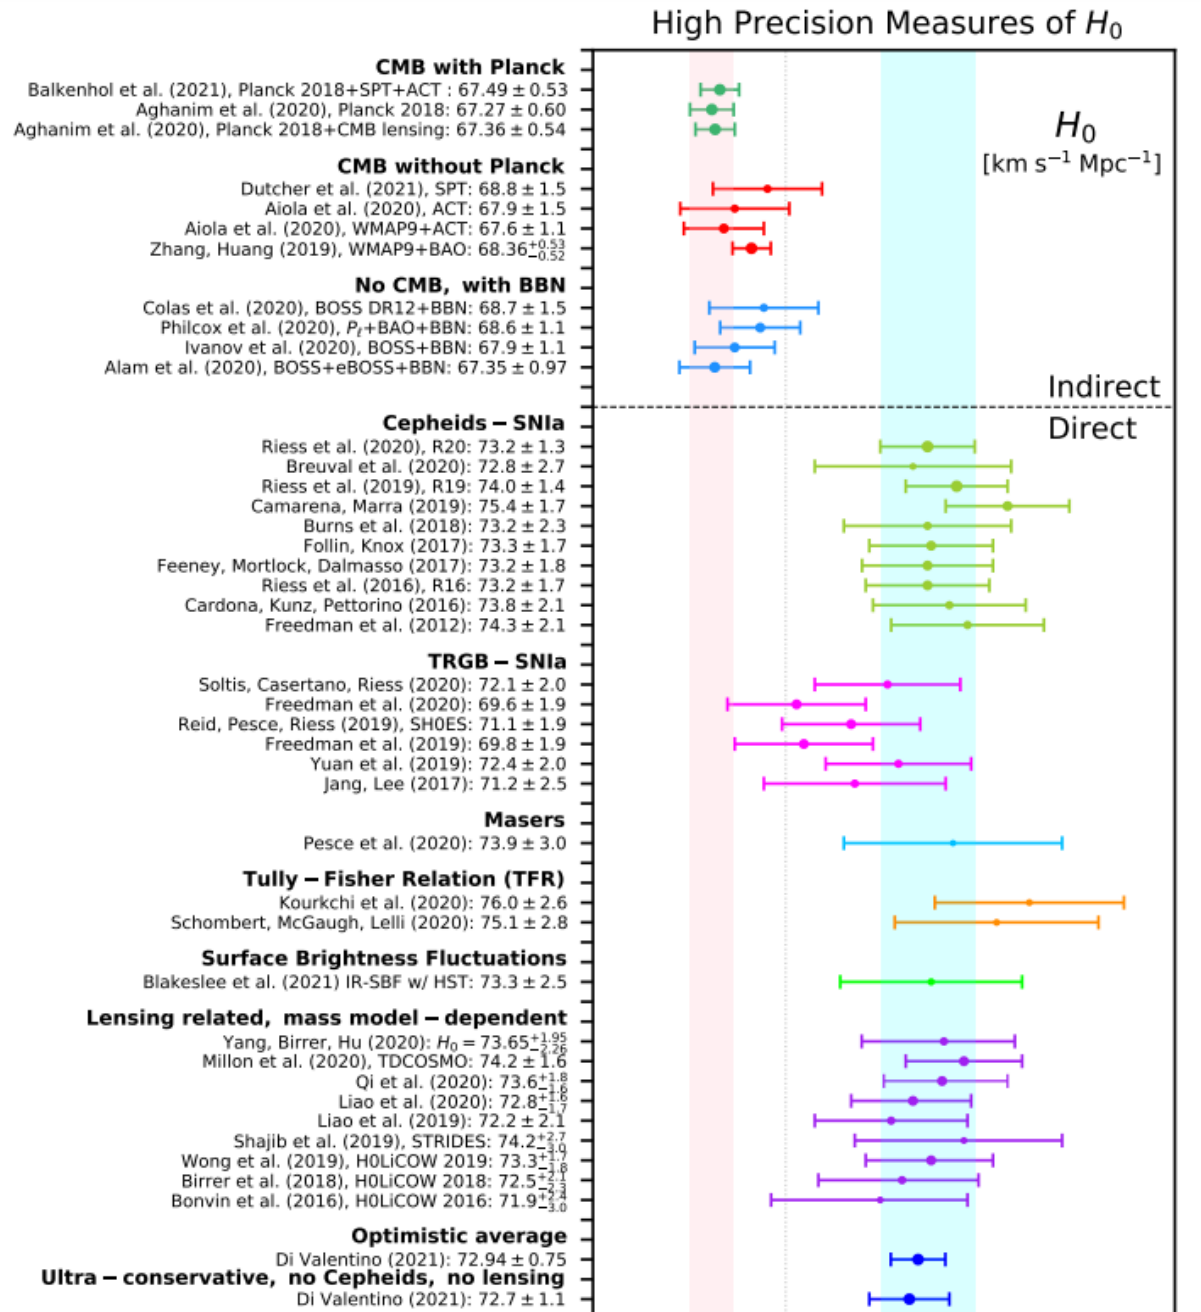 High Precision Measures of H₀
CMB with Planck
Balkenhol et al. (2021), Planck 2018+SPT+ACT : 67.49 ± 0.53
Aghanim et al. (2020), Planck 2018: 67.27 ± 0.60
Aghanim et al. (2020), Planck 2018+CMB lensing: 67.36 ± 0.54
H₀
[km s⁻¹ Mpc⁻¹]
CMB without Planck
Dutcher et al. (2021), SPT: 68.8 ± 1.5
Aiola et al. (2020), ACT: 67.9 ± 1.5
Aiola et al. (2020), WMAP9+ACT: 67.6 ± 1.1
Zhang, Huang (2019), WMAP9+BAO: 68.36^{+0.53}_{−0.52}
No CMB, with BBN
Colas et al. (2020), BOSS DR12+BBN: 68.7 ± 1.5
Philcox et al. (2020), Pℓ+BAO+BBN: 68.6 ± 1.1
Ivanov et al. (2020), BOSS+BBN: 67.9 ± 1.1
Alam et al. (2020), BOSS+eBOSS+BBN: 67.35 ± 0.97
Indirect
Direct
Cepheids − SNIa
Riess et al. (2020), R20: 73.2 ± 1.3
Breuval et al. (2020): 72.8 ± 2.7
Riess et al. (2019), R19: 74.0 ± 1.4
Camarena, Marra (2019): 75.4 ± 1.7
Burns et al. (2018): 73.2 ± 2.3
Follin, Knox (2017): 73.3 ± 1.7
Feeney, Mortlock, Dalmasso (2017): 73.2 ± 1.8
Riess et al. (2016), R16: 73.2 ± 1.7
Cardona, Kunz, Pettorino (2016): 73.8 ± 2.1
Freedman et al. (2012): 74.3 ± 2.1
TRGB − SNIa
Soltis, Casertano, Riess (2020): 72.1 ± 2.0
Freedman et al. (2020): 69.6 ± 1.9
Reid, Pesce, Riess (2019), SH0ES: 71.1 ± 1.9
Freedman et al. (2019): 69.8 ± 1.9
Yuan et al. (2019): 72.4 ± 2.0
Jang, Lee (2017): 71.2 ± 2.5
Masers
Pesce et al. (2020): 73.9 ± 3.0
Tully − Fisher Relation (TFR)
Kourkchi et al. (2020): 76.0 ± 2.6
Schombert, McGaugh, Lelli (2020): 75.1 ± 2.8
Surface Brightness Fluctuations
Blakeslee et al. (2021) IR-SBF w/ HST: 73.3 ± 2.5
Lensing related, mass model − dependent
Yang, Birrer, Hu (2020): H₀ = 73.65^{+1.95}_{−2.26}
Millon et al. (2020), TDCOSMO: 74.2 ± 1.6
Qi et al. (2020): 73.6^{+1.8}_{−1.6}
Liao et al. (2020): 72.8^{+1.6}_{−1.7}
Liao et al. (2019): 72.2 ± 2.1
Shajib et al. (2019), STRIDES: 74.2^{+2.7}_{−3.0}
Wong et al. (2019), H0LiCOW 2019: 73.3^{+1.7}_{−1.8}
Birrer et al. (2018), H0LiCOW 2018: 72.5^{+2.1}_{−2.3}
Bonvin et al. (2016), H0LiCOW 2016: 71.9^{+2.4}_{−3.0}
Optimistic average
Di Valentino (2021): 72.94 ± 0.75
Ultra − conservative, no Cepheids, no lensing
Di Valentino (2021): 72.7 ± 1.1